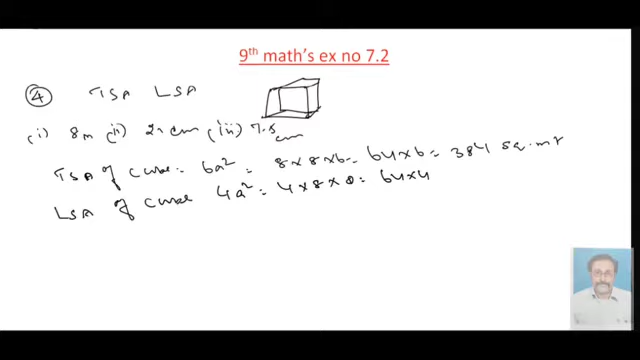 9th math's ex no 7.2
④ TSA LSA
(i) 8m (ii) 21 cm (iii) 7.5 cm
TSA of cube = 6a² = 8 x 8 x 6 = 64 x 6 = 384 sq.mt
LSA of cube 4a² = 4 x 8 x 8 = 64 x 4